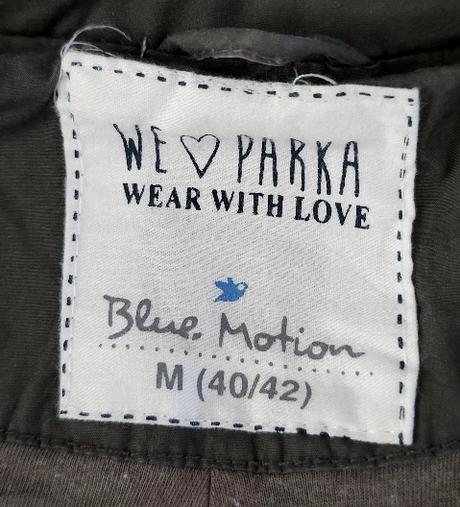 WE♡PARKA
WEAR WITH LOVE
Blue Motion
M (40/42)